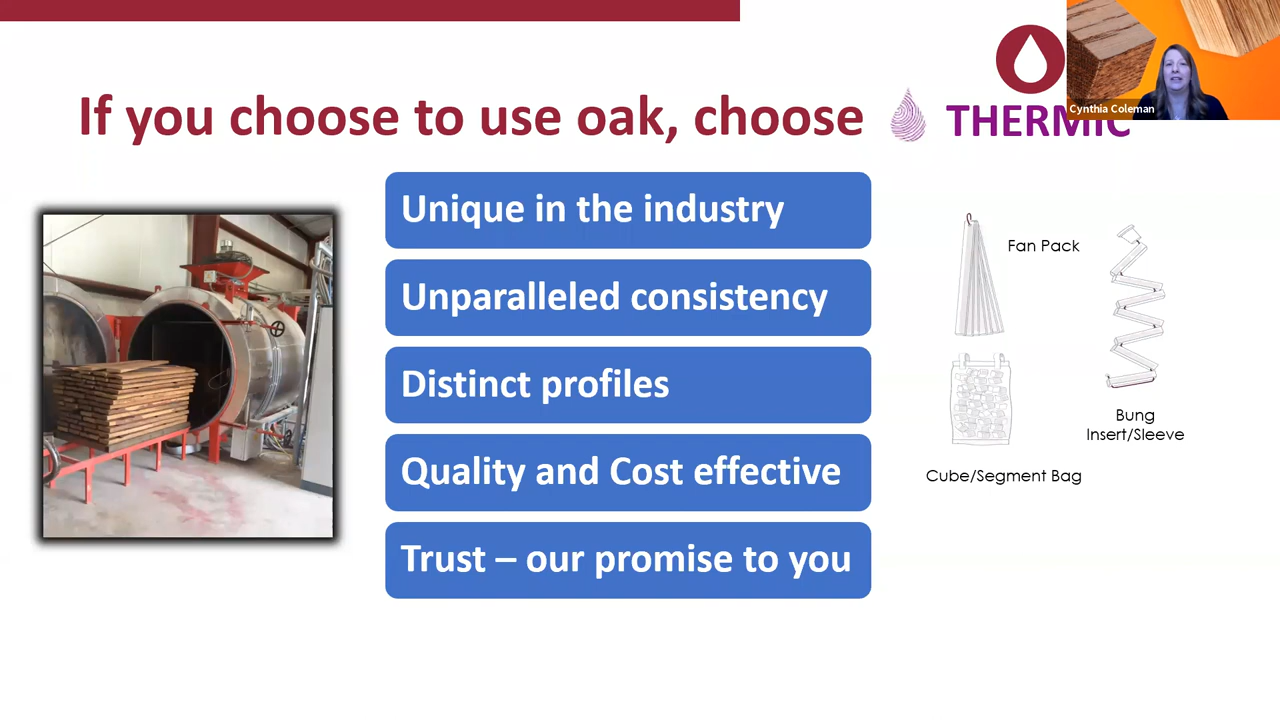 Cynthia Coleman
If you choose to use oak, choose THERMIC
Unique in the industry
Unparalleled consistency
Distinct profiles
Quality and Cost effective
Trust – our promise to you
Fan Pack
Bung
Insert/Sleeve
Cube/Segment Bag